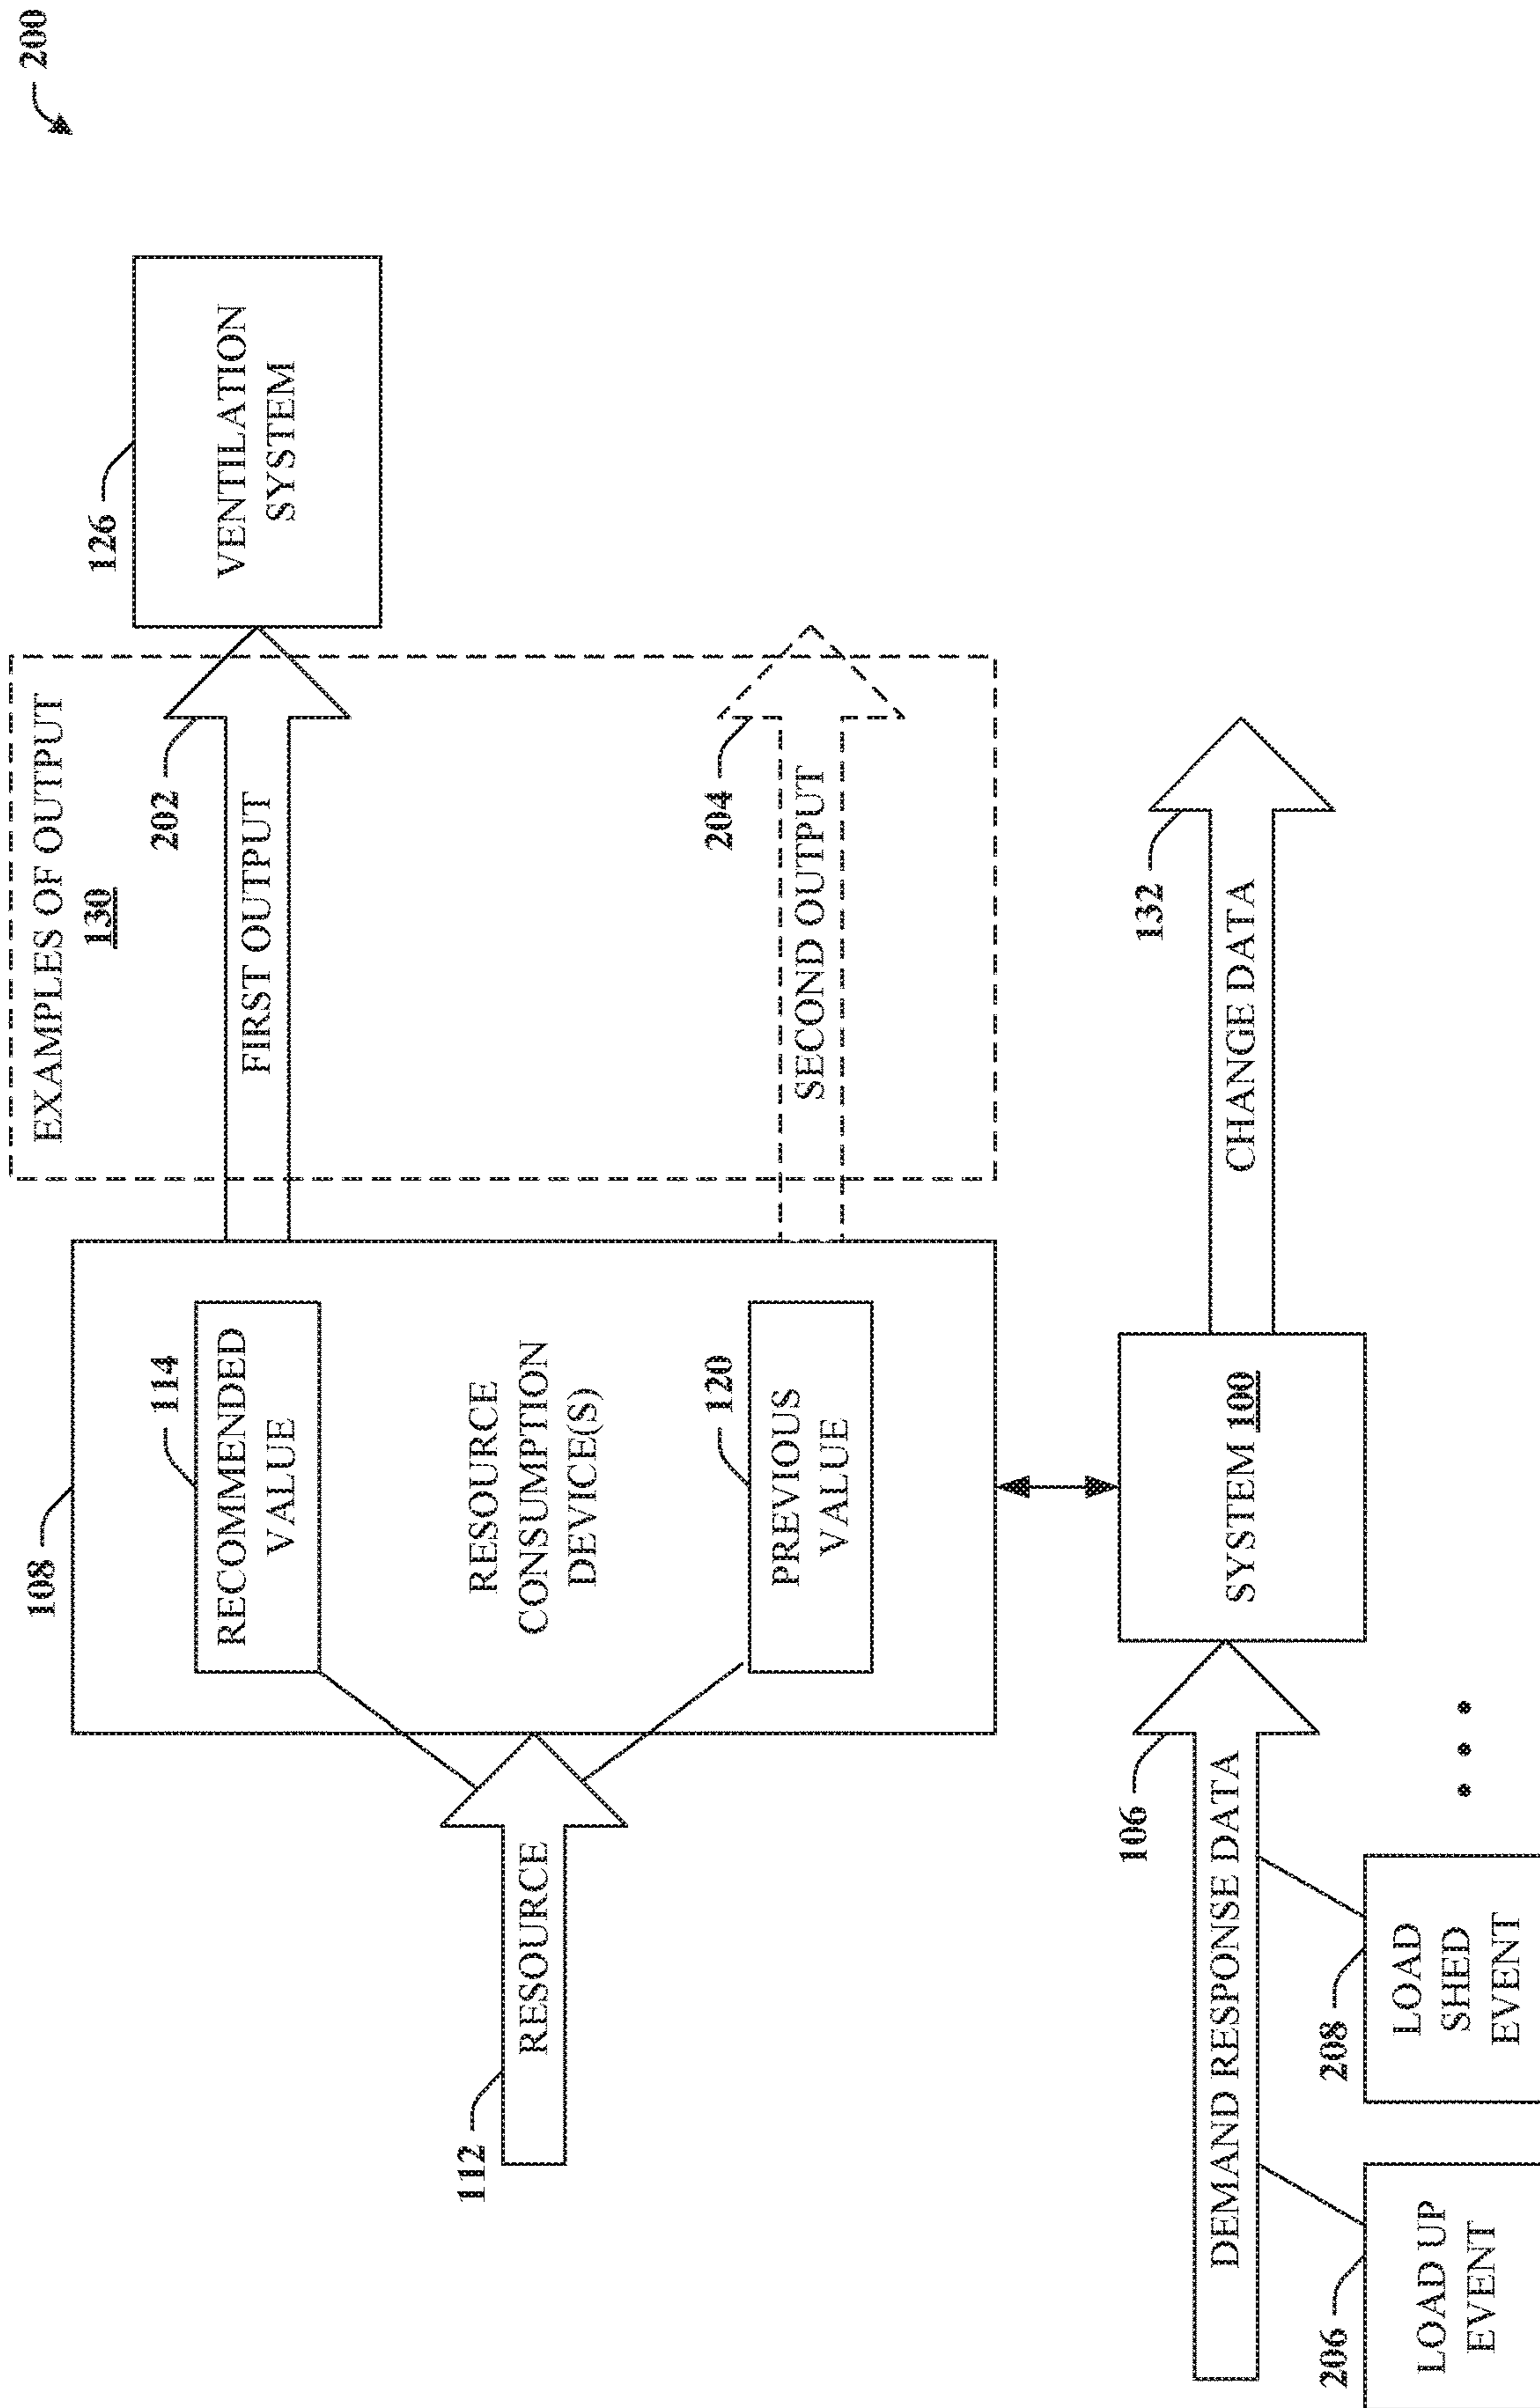 200
EXAMPLES OF OUTPUT
130
126
VENTILATION
SYSTEM
108
114
RECOMMENDED
VALUE
202
FIRST OUTPUT
112
RESOURCE
RESOURCE
CONSUMPTION
DEVICE(S)
120
PREVIOUS
VALUE
204
SECOND OUTPUT
106
DEMAND RESPONSE DATA
SYSTEM 100
132
CHANGE DATA
206
LOAD UP
EVENT
208
LOAD
SHED
EVENT
• • •